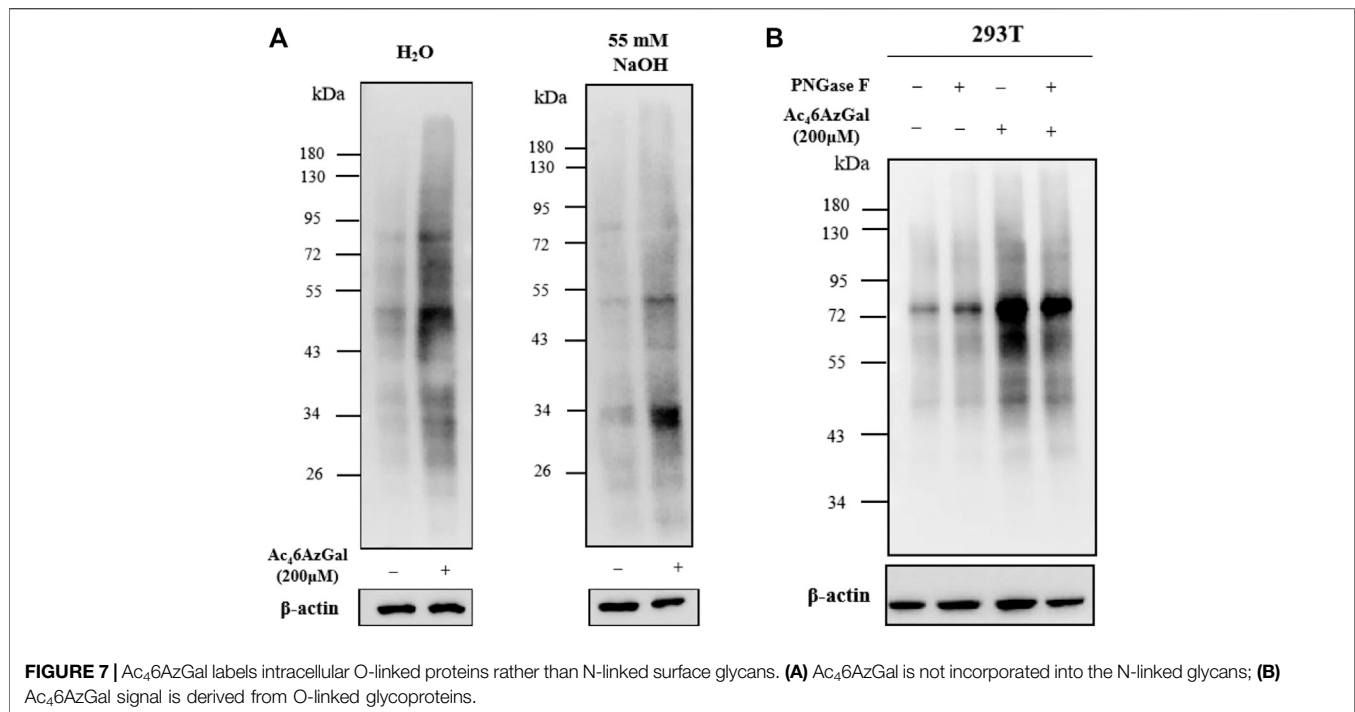 A
H₂O
kDa
180
130
95
72
55
43
34
26
Ac₄6AzGal
(200μM)
– +
β-actin
55 mM
NaOH
kDa
180
130
95
72
55
43
34
26
– +
B
293T
PNGase F – + – +
Ac₄6AzGal
(200μM) – – + +
kDa
180
130
95
72
55
43
34
β-actin
FIGURE 7 | Ac₄6AzGal labels intracellular O-linked proteins rather than N-linked surface glycans. (A) Ac₄6AzGal is not incorporated into the N-linked glycans; (B)
Ac₄6AzGal signal is derived from O-linked glycoproteins.